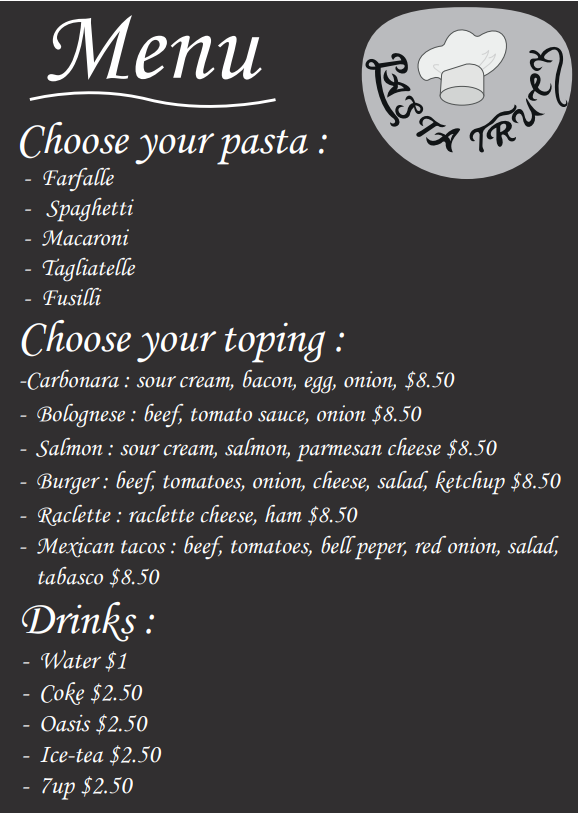 Menu
PASTA TRUCK
Choose your pasta :
- Farfalle
- Spaghetti
- Macaroni
- Tagliatelle
- Fusilli
Choose your toping :
-Carbonara : sour cream, bacon, egg, onion, $8.50
- Bolognese : beef, tomato sauce, onion $8.50
- Salmon : sour cream, salmon, parmesan cheese $8.50
- Burger : beef, tomatoes, onion, cheese, salad, ketchup $8.50
- Raclette : raclette cheese, ham $8.50
- Mexican tacos : beef, tomatoes, bell peper, red onion, salad,
tabasco $8.50
Drinks :
- Water $1
- Coke $2.50
- Oasis $2.50
- Ice-tea $2.50
- 7up $2.50